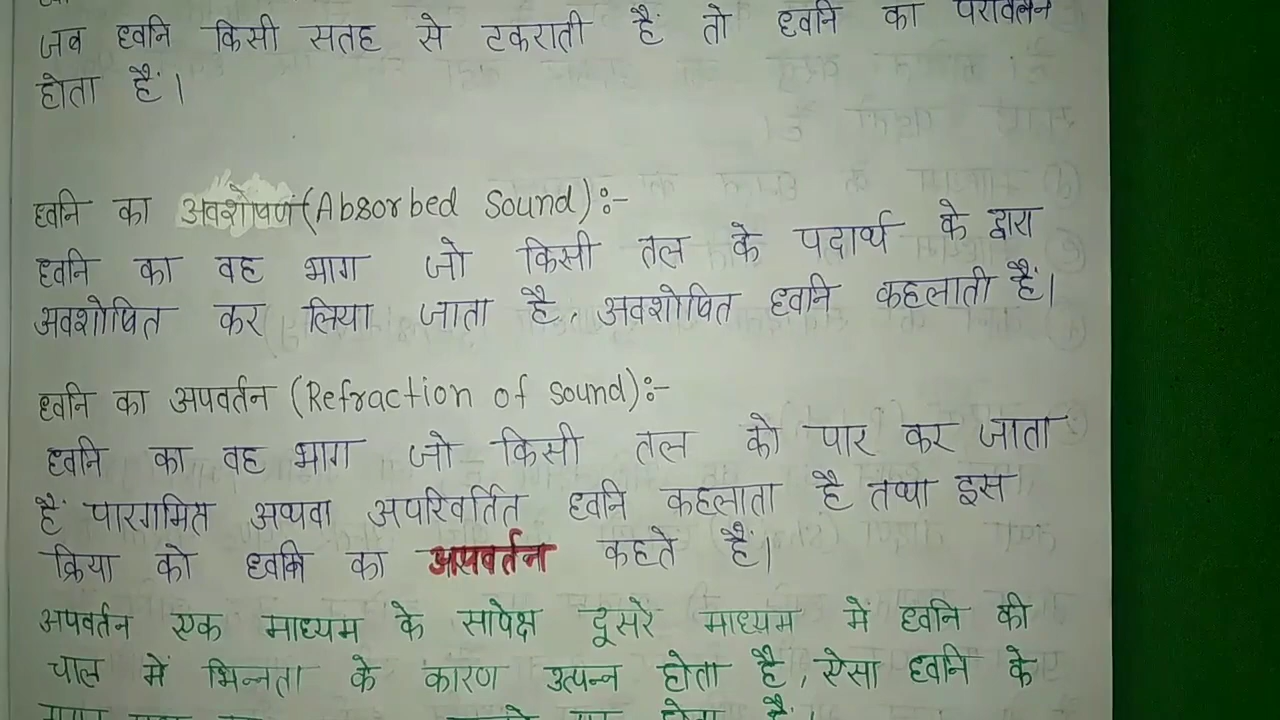 जब ध्वनि किसी सतह से टकराती हैं तो ध्वनि का परावर्तन
होता हैं।
ध्वनि का अवशोषण (Absorbed Sound):-
ध्वनि का वह भाग जो किसी तल के पदार्थ के द्वारा
अवशोषित कर लिया जाता है, अवशोषित ध्वनि कहलाती हैं।
ध्वनि का अपवर्तन (Refraction of Sound):-
ध्वनि का वह भाग जो किसी तल को पार कर जाता
हैं पारगमित अथवा अपरिवर्तित ध्वनि कहलाता है तथा इस
क्रिया को ध्वनि का अपवर्तन कहते हैं।
अपवर्तन एक माध्यम के सापेक्ष दूसरे माध्यम में ध्वनि की
चाल में भिन्नता के कारण उत्पन्न होता है, ऐसा ध्वनि के